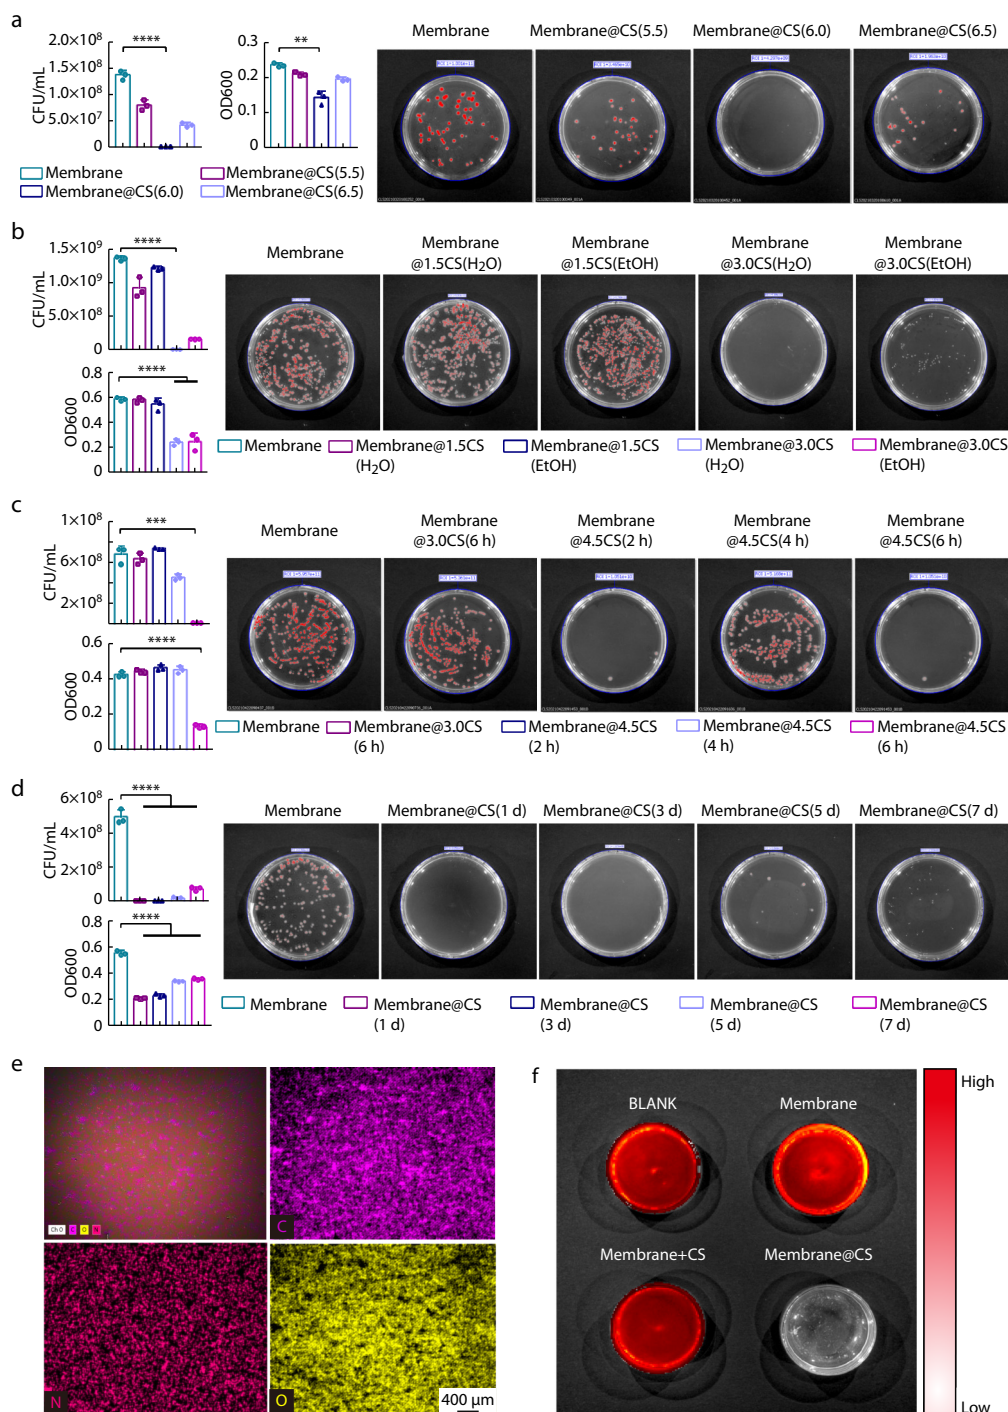 a
Membrane
Membrane@CS(5.5)
Membrane@CS(6.0)
Membrane@CS(6.5)
2.0×10⁸
1.5×10⁸
1.0×10⁸
5.0×10⁷
0
CFU/mL
****
0.3
0.2
0.1
0
OD600
**
Membrane
Membrane@CS(5.5)
Membrane@CS(6.0)
Membrane@CS(6.5)
b
1.5×10⁹
1.0×10⁹
5.0×10⁸
0
CFU/mL
****
0.8
0.6
0.4
0.2
0
OD600
****
Membrane
Membrane
@1.5CS(H₂O)
Membrane
@1.5CS(EtOH)
Membrane
@3.0CS(H₂O)
Membrane
@3.0CS(EtOH)
Membrane
Membrane@1.5CS
(H₂O)
Membrane@1.5CS
(EtOH)
Membrane@3.0CS
(H₂O)
Membrane@3.0CS
(EtOH)
c
1×10⁸
6×10⁸
2×10⁸
CFU/mL
***
0.6
0.4
0.2
0
OD600
****
Membrane
Membrane
@3.0CS(6 h)
Membrane
@4.5CS(2 h)
Membrane
@4.5CS(4 h)
Membrane
@4.5CS(6 h)
Membrane
Membrane@3.0CS
(6 h)
Membrane@4.5CS
(2 h)
Membrane@4.5CS
(4 h)
Membrane@4.5CS
(6 h)
d
6×10⁸
4×10⁸
2×10⁸
0
CFU/mL
****
0.8
0.6
0.4
0.2
0
OD600
****
Membrane
Membrane@CS(1 d)
Membrane@CS(3 d)
Membrane@CS(5 d)
Membrane@CS(7 d)
Membrane
Membrane@CS
(1 d)
Membrane@CS
(3 d)
Membrane@CS
(5 d)
Membrane@CS
(7 d)
e
Ch 0
C
O
N
C
N
O
400 µm
f
BLANK
Membrane
Membrane+CS
Membrane@CS
High
Low